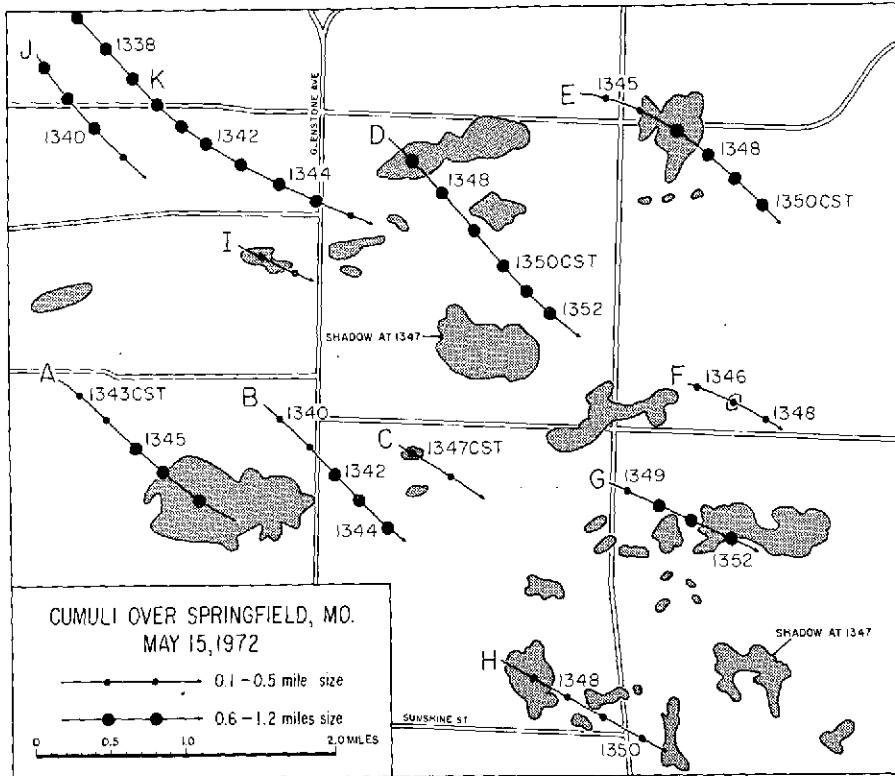 J
1338
K
1340
1342
1344
GLENSTONE AVE
D
1348
1350CST
1352
E
1345
1348
1350CST
I
SHADOW AT 1347
A
1343CST
1345
B
1340
1342
1344
C
1347CST
F
1346
1348
G
1349
1352
H
1348
1350
SHADOW AT 1347
SUNSHINE ST
CUMULI OVER SPRINGFIELD, MO.
MAY 15, 1972
0.1 - 0.5 mile size
0.6 - 1.2 miles size
0 0.5 1.0 2.0 MILES